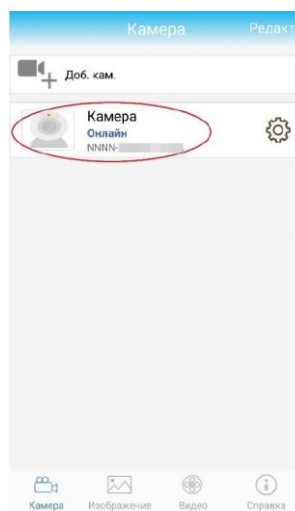 Камера Редакт
Доб. кам.
Камера
Онлайн
NNNN-
Камера Изображение Видео Справка